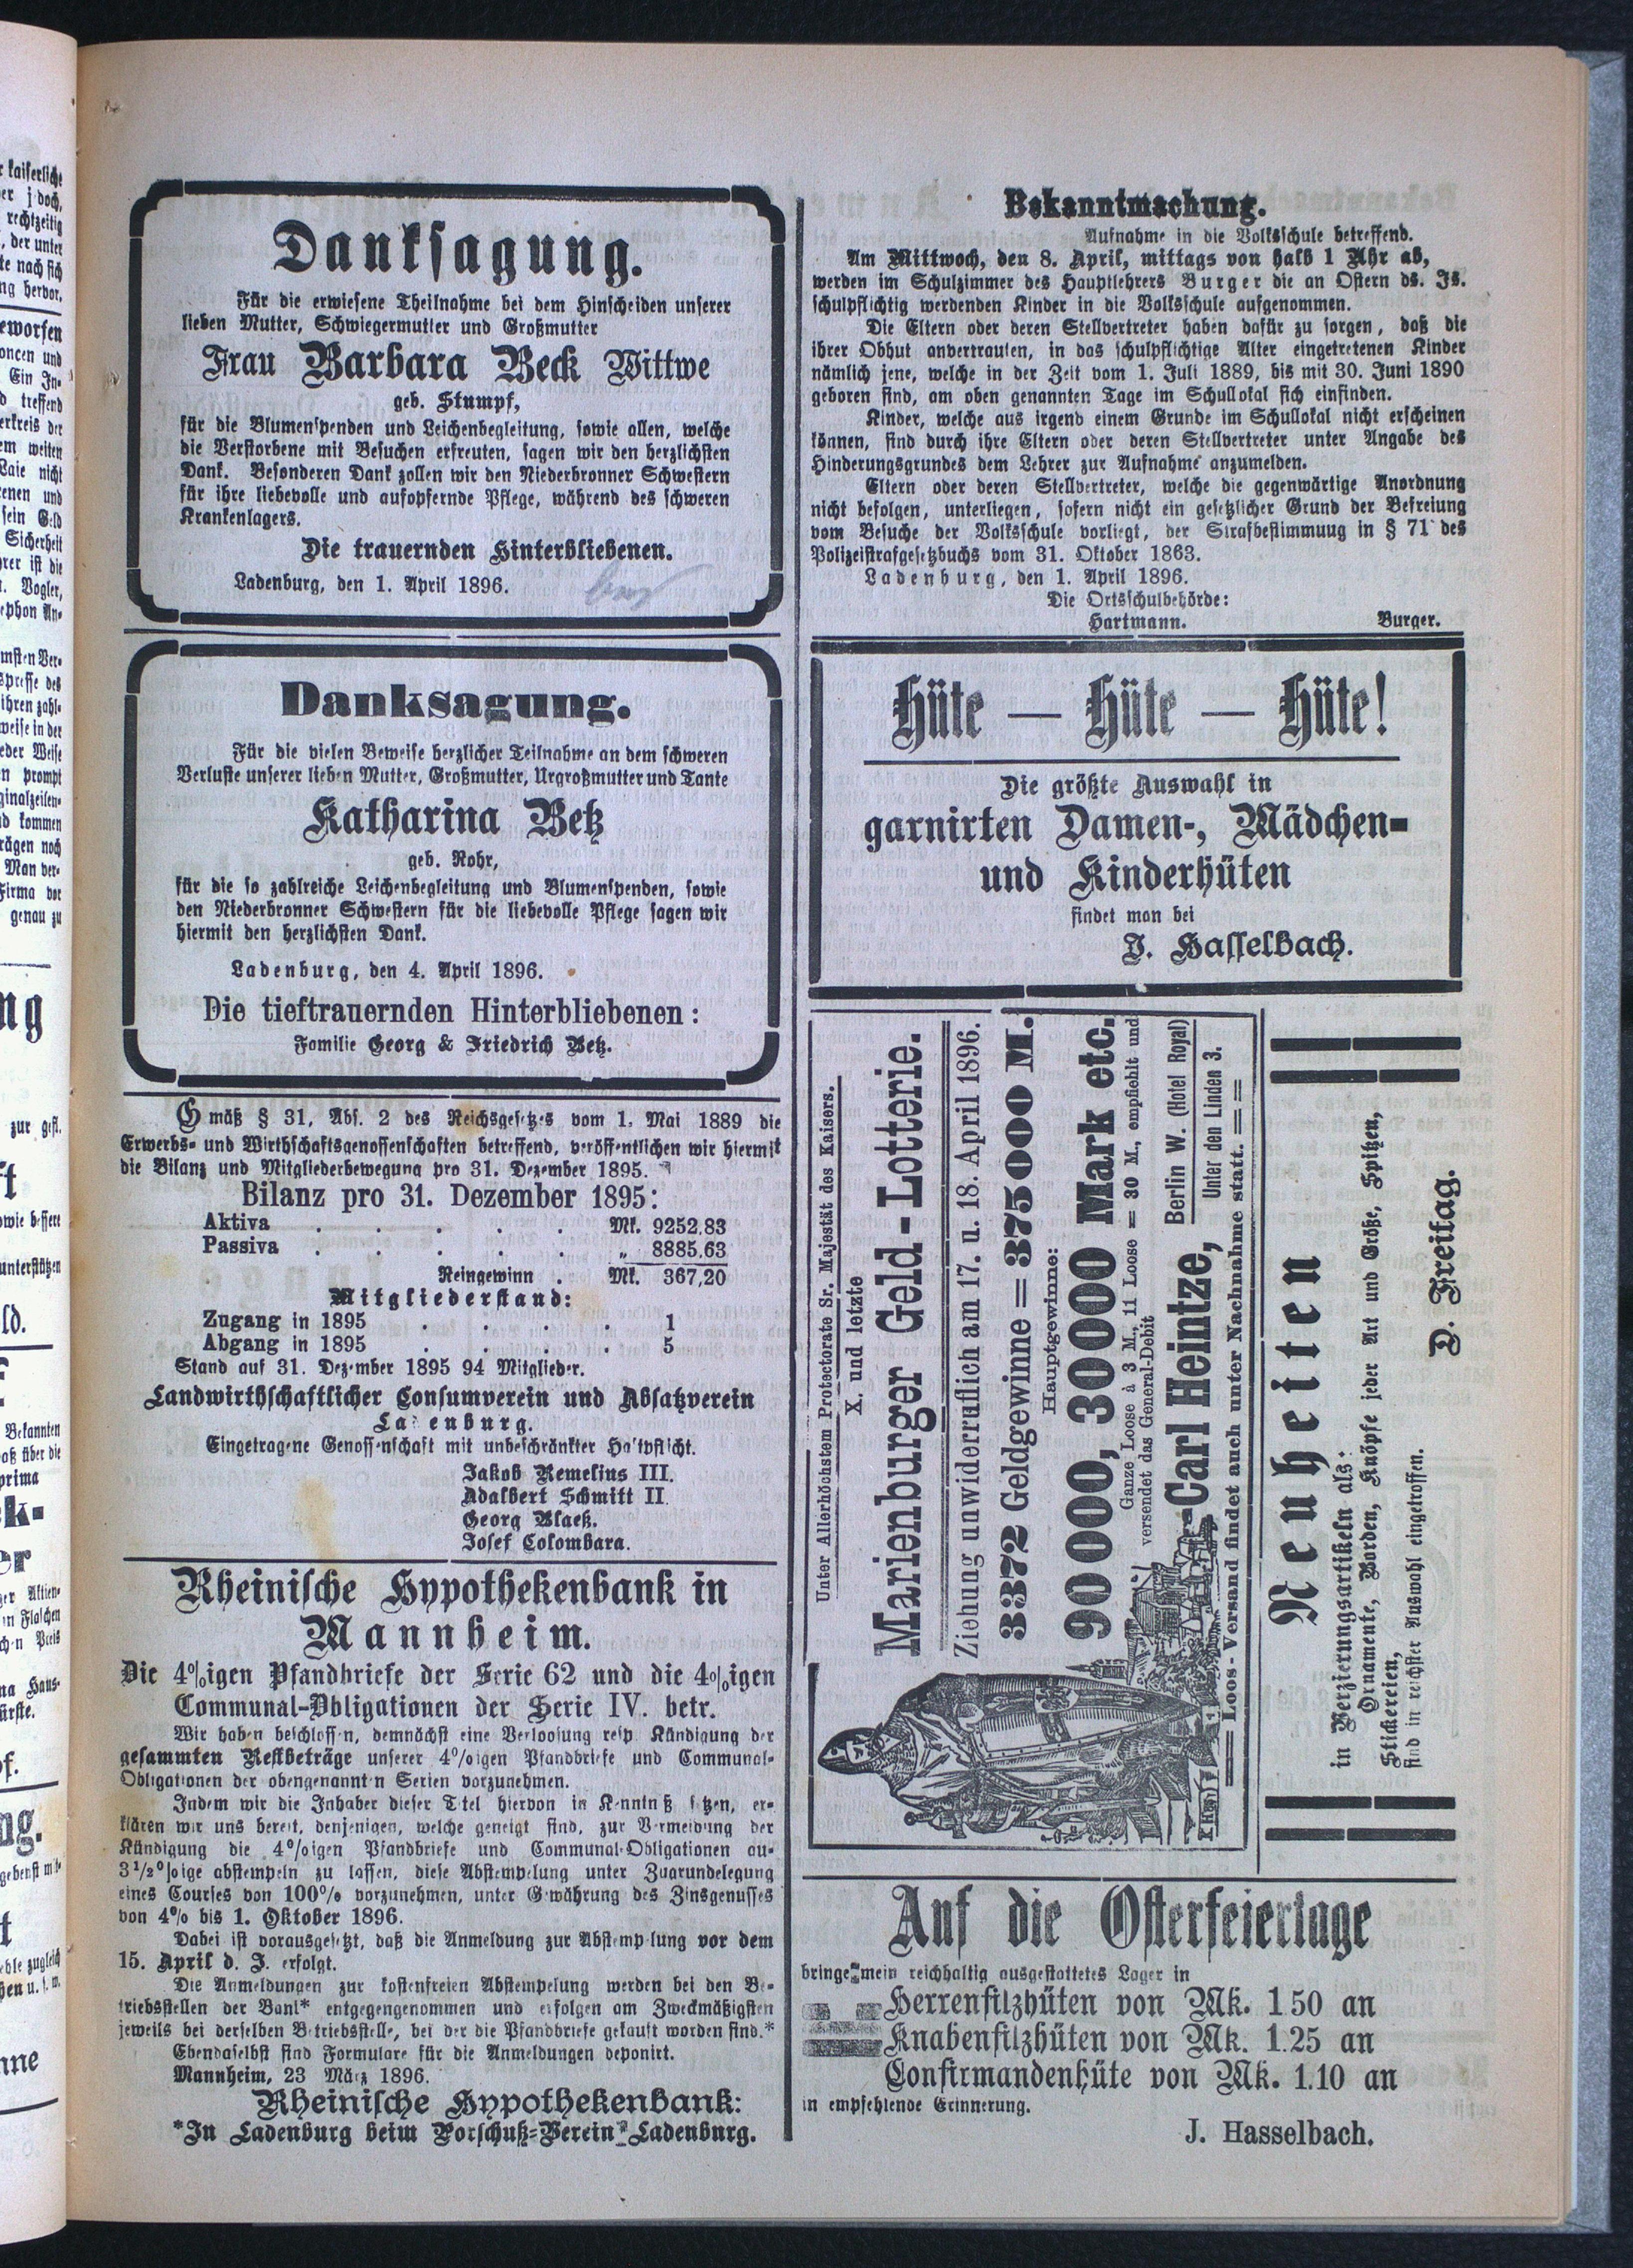 Danksagung.
Für die erwiesene Theilnahme bei dem Hinscheiden unserer
lieben Mutter, Schwiegermutter und Großmutter
Frau Barbara Beck Wittwe
geb. Stumpf,
für die Blumenspenden und Leichenbegleitung, sowie allen, welche
die Verstorbene mit Besuchen erfreuten, sagen wir den herzlichsten
Dank. Besonderen Dank zollen wir den Niederbronner Schwestern
für ihre liebevolle und aufopfernde Pflege, während des schweren
Krankenlagers.
Die trauernden Hinterbliebenen.
Ladenburg, den 1. April 1896.
Danksagung.
Für die vielen Beweise herzlicher Teilnahme an dem schweren
Verluste unserer lieben Mutter, Großmutter, Urgroßmutter und Tante
Katharina Betz
geb. Rohr,
für die so zahlreiche Leichenbegleitung und Blumenspenden, sowie
den Niederbronner Schwestern für die liebevolle Pflege sagen wir
hiermit den herzlichsten Dank.
Ladenburg, den 4. April 1896.
Die tieftrauernden Hinterbliebenen:
Familie Georg & Friedrich Betz.
G mäß § 31, Abs. 2 des Reichsgesetz s vom 1. Mai 1889 die
Erwerbs- und Wirthschaftsgenossenschaften betreffend, veröffentlichen wir hiermit
die Bilanz und Mitgliederbewegung pro 31. Dezember 1895.
Bilanz pro 31. Dezember 1895:
Aktiva . . . . . Mk. 9252,83
Passiva . . . . . „ 8885,63
Reingewinn . Mk. 367,20
Mitgliederstand:
Zugang in 1895 . . . . 1
Abgang in 1895 . . . . 5
Stand auf 31. Dezember 1895 94 Mitglieder.
Landwirthschaftlicher Consumverein und Absatzverein
La enburg.
Eingetragene Genoss nschaft mit unbeschränkter Ha tpflicht.
Jakob Remelius III.
Adalbert Schmitt II.
Georg Blaeß.
Josef Colombara.
Rheinische Hypothekenbank in
Mannheim.
Die 4%igen Pfandbriefe der Serie 62 und die 4%igen
Communal-Obligationen der Serie IV. betr.
Wir hab n beschloss n, demnächst eine Verloosung resp Kündigung der
gesammten Restbeträge unserer 4%igen Pfandbriefe und Communal-
Obligationen der obengenannt n Serien vorzunehmen.
Indem wir die Inhaber dieser T tel hiervon in K nntniß s tzen, er-
klären wir uns bereit, denjenigen, welche geneigt sind, zur V rmeidung der
Kündigung die 4%igen Pfandbriefe und Communal-Obligationen au-
3½%ige abstempeln zu lassen, diese Abstempelung unter Zugrundelegung
eines Courses von 100% vorzunehmen, unter G währung des Zinsgenusses
von 4% bis 1. Oktober 1896.
Dabei ist vorausges tzt, daß die Anmeldung zur Abstemp lung vor dem
15. April d. J. erfolgt.
Die Anmeldungen zur kostenfreien Abstempelung werden bei den Be-
triebsstellen der Bank* entgegengenommen und erfolgen am Zweckmäßigsten
jeweils bei derselben Betriebsstelle, bei der die Pfandbriefe gekauft worden sind.*
Ebendaselbst sind Formulare für die Anmeldungen deponirt.
Mannheim, 23 März 1896.
Rheinische Hypothekenbank:
*In Ladenburg beim Vorschuß-Verein Ladenburg.
Bekanntmachung.
Aufnahme in die Volksschule betreffend.
Am Mittwoch, den 8. April, mittags von halb 1 Uhr ab,
werden im Schulzimmer des Hauptlehrers Burger die an Ostern ds. Js.
schulpflichtig werdenden Kinder in die Volksschule aufgenommen.
Die Eltern oder deren Stellvertreter haben dafür zu sorgen, daß die
ihrer Obhut anvertrauten, in das schulpflichtige Alter eingetretenen Kinder
nämlich jene, welche in der Zeit vom 1. Juli 1889, bis mit 30. Juni 1890
geboren sind, am oben genannten Tage im Schullokal sich einfinden.
Kinder, welche aus irgend einem Grunde im Schullokal nicht erscheinen
können, sind durch ihre Eltern oder deren Stellvertreter unter Angabe des
Hinderungsgrundes dem Lehrer zur Aufnahme anzumelden.
Eltern oder deren Stellvertreter, welche die gegenwärtige Anordnung
nicht befolgen, unterliegen, sofern nicht ein gesetzlicher Grund der Befreiung
vom Besuche der Volksschule vorliegt, der Strafbestimmuug in § 71 des
Polizeistrafgesetzbuchs vom 31. Oktober 1863.
Ladenburg, den 1. April 1896.
Die Ortsschulbehörde:
Hartmann. Burger.
Hüte — Hüte — Hüte!
Die größte Auswahl in
garnirten Damen-, Mädchen-
und Kinderhüten
findet man bei
J. Hasselbach.
Unter Allerhöchstem Protectorate Sr. Majestät des Kaisers.
X. und letzte
Marienburger Geld-Lotterie.
Ziehung unwiderruflich am 17. u. 18. April 1896.
3372 Geldgewinne = 375000 M.
Hauptgewinne:
90000, 30000 Mark etc.
Ganze Loose à 3 M., 11 Loose = 30 M., empfiehlt und
versendet das General-Debit
Carl Heintze,
Berlin W. (Hotel Royal)
Unter den Linden 3.
Loos-Versand findet auch unter Nachnahme statt.
Neuheiten
in Verzierungsartikeln als:
Ornamente, Borden, Knöpfe jeder Art und Größe, Spitzen,
Stickereien,
sind in reichster Auswahl eingetroffen.
D. Freitag.
Auf die Osterfeiertage
bringe mein reichhaltig ausgestattetes Lager in
Herrenfilzhüten von Mk. 1 50 an
Knabenfilzhüten von Mk. 1.25 an
Confirmandenhüte von Mk. 1.10 an
in empfehlende Erinnerung.
J. Hasselbach.